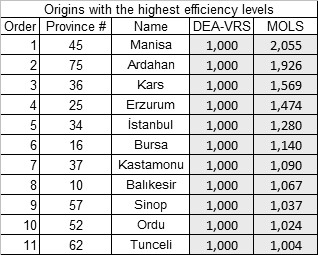 Origins with the highest efficiency levels
Order Province # Name DEA-VRS MOLS
1 45 Manisa 1,000 2,055
2 75 Ardahan 1,000 1,926
3 36 Kars 1,000 1,569
4 25 Erzurum 1,000 1,474
5 34 İstanbul 1,000 1,280
6 16 Bursa 1,000 1,140
7 37 Kastamonu 1,000 1,090
8 10 Balıkesir 1,000 1,067
9 57 Sinop 1,000 1,037
10 52 Ordu 1,000 1,024
11 62 Tunceli 1,000 1,004